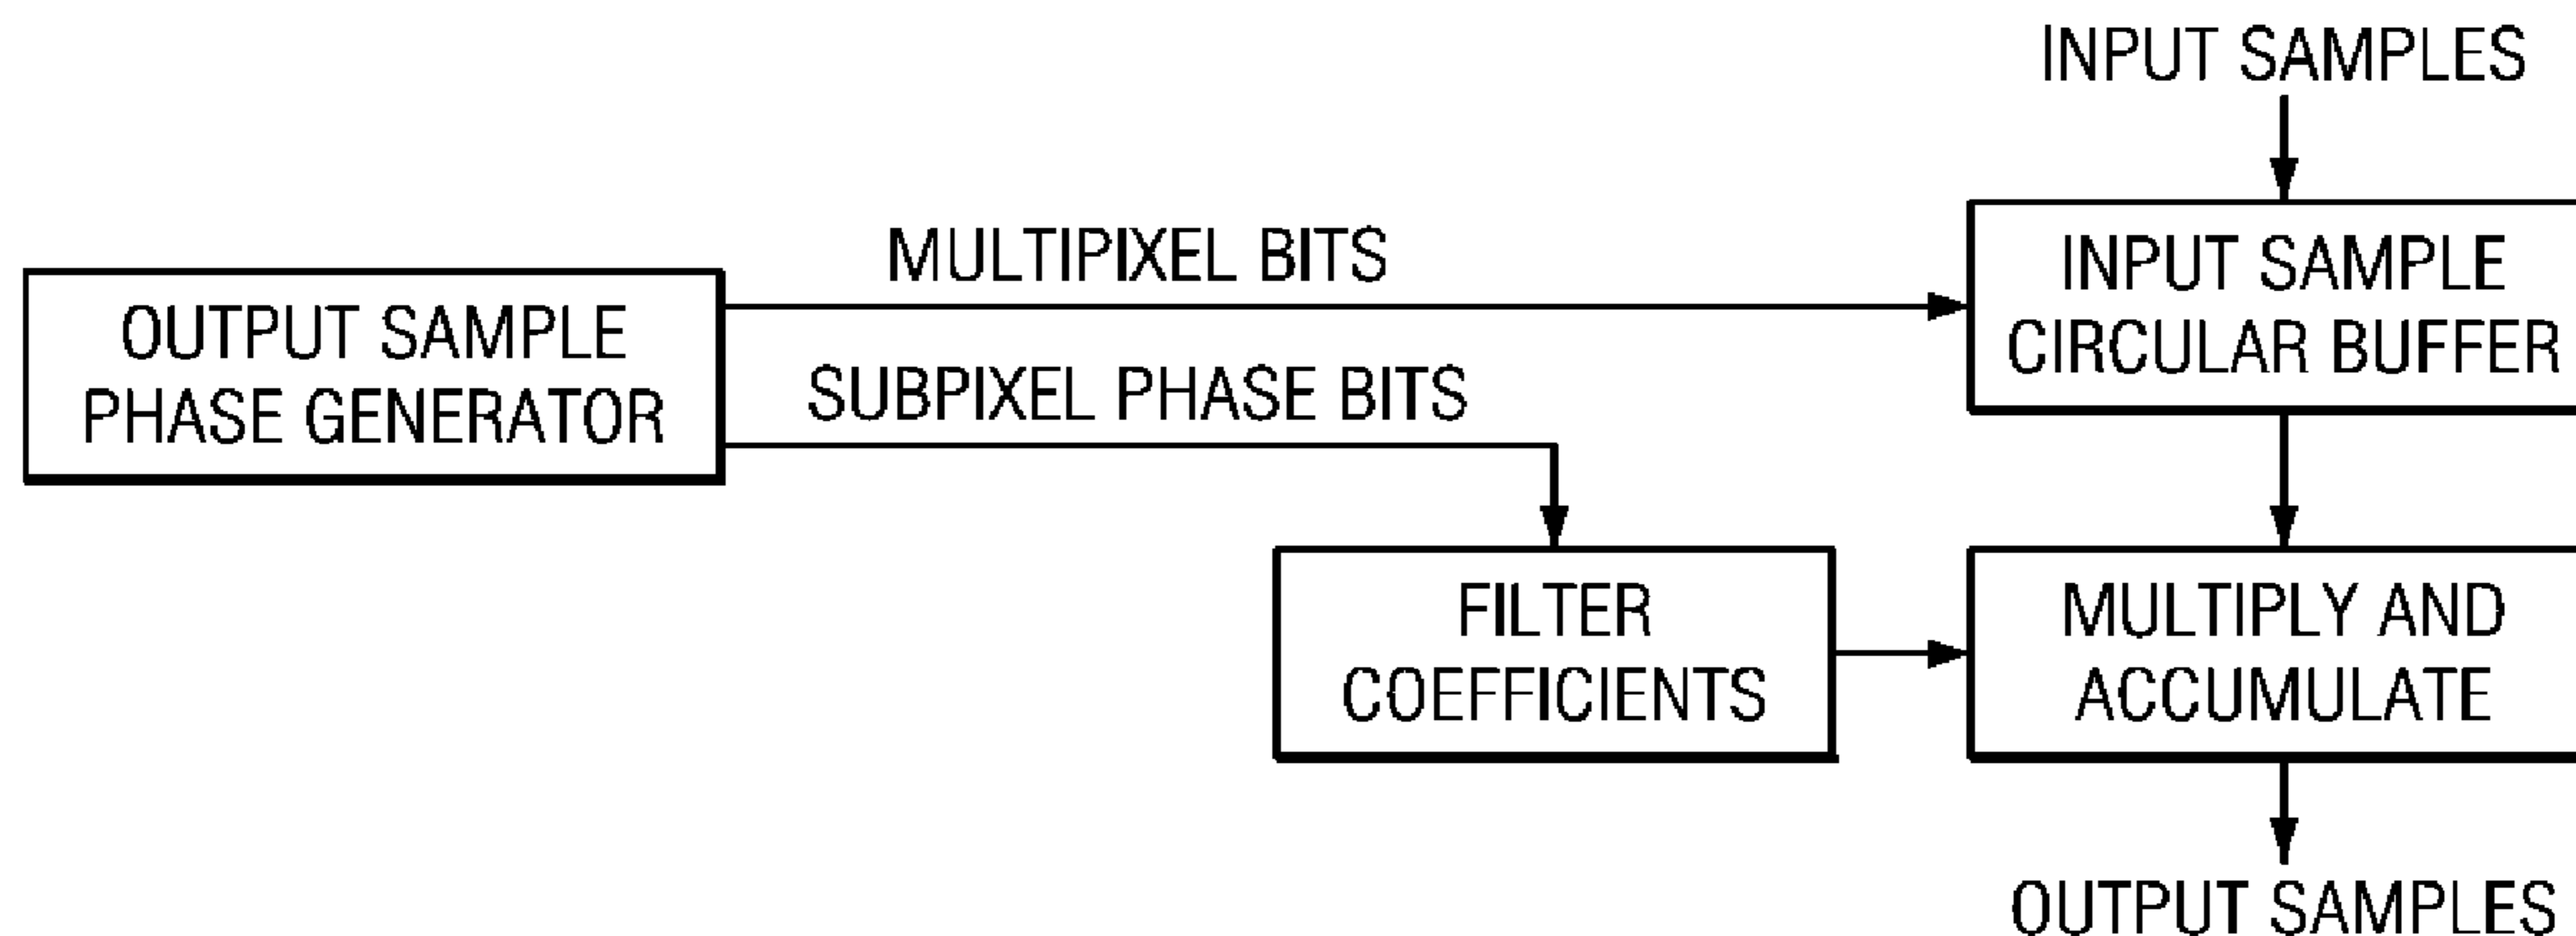 INPUT SAMPLES
MULTIPIXEL BITS
INPUT SAMPLE
CIRCULAR BUFFER
OUTPUT SAMPLE
PHASE GENERATOR
SUBPIXEL PHASE BITS
FILTER
COEFFICIENTS
MULTIPLY AND
ACCUMULATE
OUTPUT SAMPLES